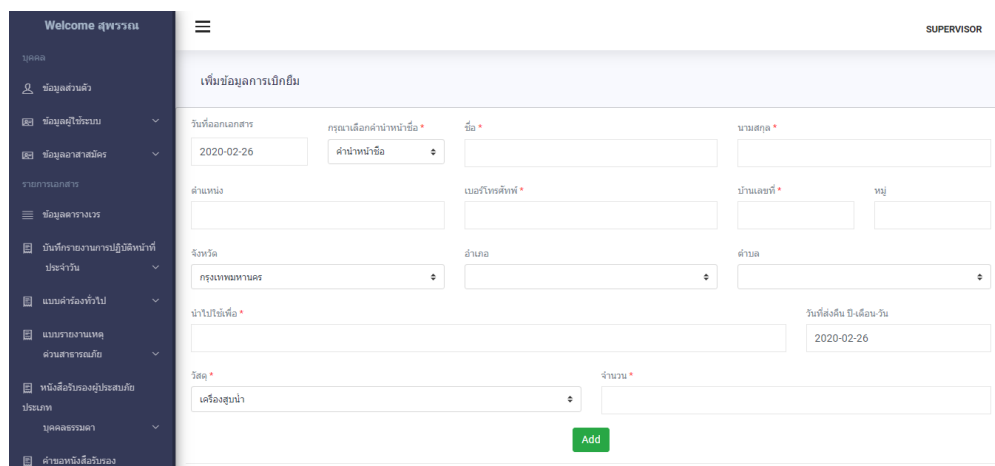 Welcome สุพรรณ
SUPERVISOR
บุคคล
ข้อมูลส่วนตัว
ข้อมูลผู้ใช้ระบบ
ข้อมูลอาสาสมัคร
รายการเอกสาร
ข้อมูลตารางเวร
บันทึกรายงานการปฏิบัติหน้าที่
ประจำวัน
แบบคำร้องทั่วไป
แบบรายงานเหตุ
ด่วนสาธารณภัย
หนังสือรับรองผู้ประสบภัย
ประเภท
บุคคลธรรมดา
คำขอหนังสือรับรอง
เพิ่มข้อมูลการเบิกยืม
วันที่ออกเอกสาร กรุณาเลือกคำนำหน้าชื่อ * ชื่อ * นามสกุล *
2020-02-26 คำนำหน้าชื่อ
ตำแหน่ง เบอร์โทรศัพท์ * บ้านเลขที่ * หมู่
จังหวัด อำเภอ ตำบล
กรุงเทพมหานคร
นำไปใช้เพื่อ * วันที่ส่งคืน ปี-เดือน-วัน
2020-02-26
วัสดุ * จำนวน *
เครื่องสูบน้ำ
Add